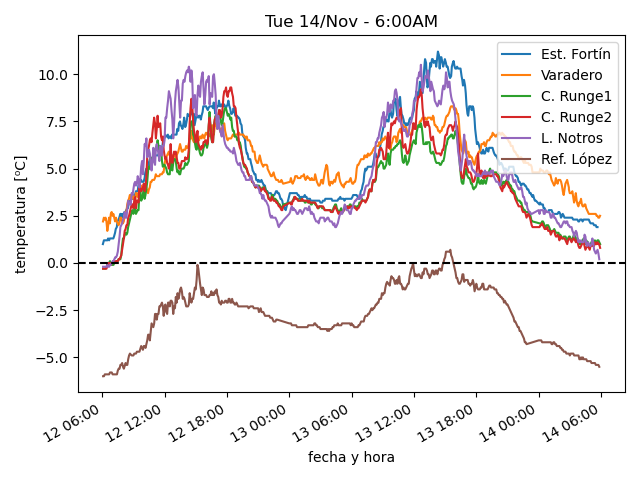 Tue 14/Nov - 6:00AM
temperatura [ºC]
10.0
7.5
5.0
2.5
0.0
−2.5
−5.0
Est. Fortín
Varadero
C. Runge1
C. Runge2
L. Notros
Ref. López
12 06:00
12 12:00
12 18:00
13 00:00
13 06:00
13 12:00
13 18:00
14 00:00
14 06:00
fecha y hora